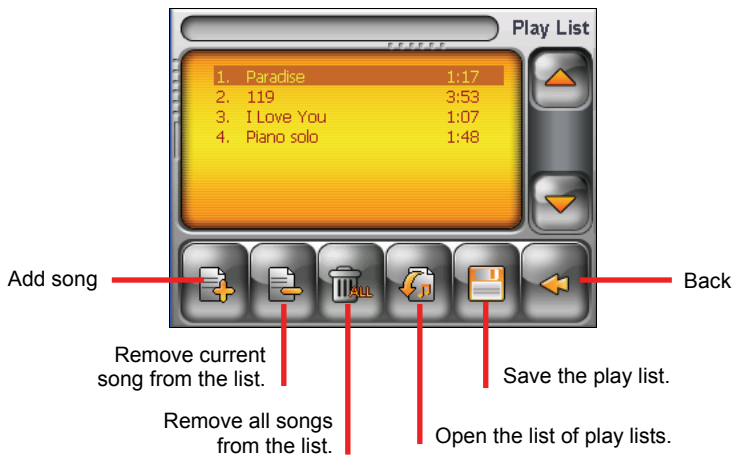 Play List
1. Paradise 1:17
2. 119 3:53
3. I Love You 1:07
4. Piano solo 1:48
ALL
Add song
Back
Remove current
song from the list.
Save the play list.
Remove all songs
from the list.
Open the list of play lists.